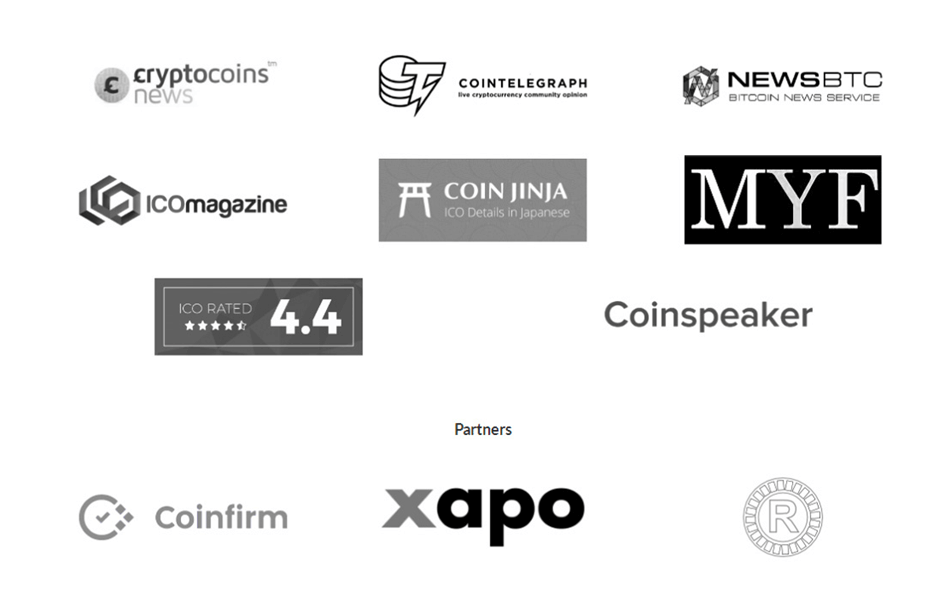 cryptocoins™
news
COINTELEGRAPH
live cryptocurrency community opinion
NEWSBTC
BITCOIN NEWS SERVICE
ICOmagazine
COIN JINJA
ICO Details in Japanese
MYF
ICO RATED
4.4
Coinspeaker
Partners
Coinfirm
xapo
R